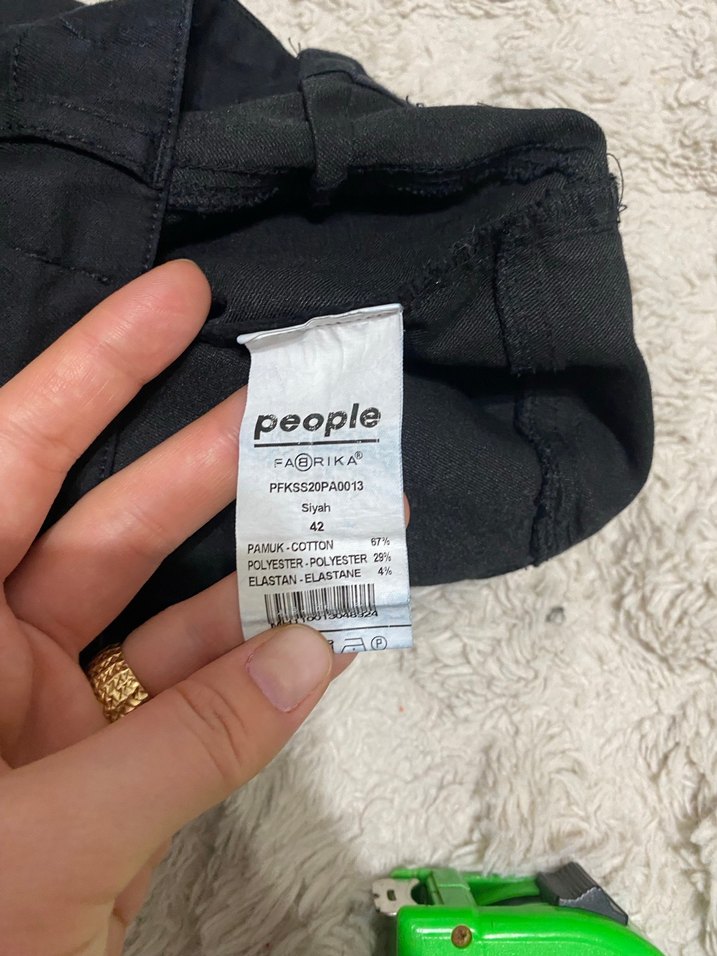 people
FABRIKA®
PFKSS20PA0013
Siyah
42
PAMUK - COTTON 67%
POLYESTER - POLYESTER 29%
ELASTAN - ELASTANE 4%
P